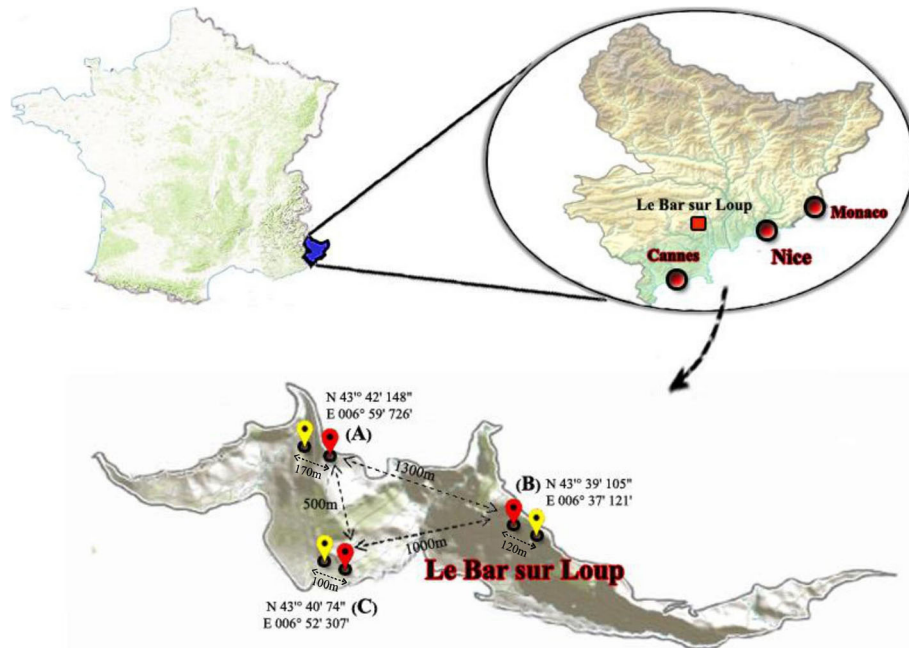 Le Bar sur Loup
Monaco
Nice
Cannes
N 43'° 42' 148"
E 006° 59' 726'
(A)
170m
1300m
500m
(B)
N 43'° 39' 105"
E 006° 37' 121'
120m
1000m
Le Bar sur Loup
100m
N 43'° 40' 74"
(C)
E 006° 52' 307'